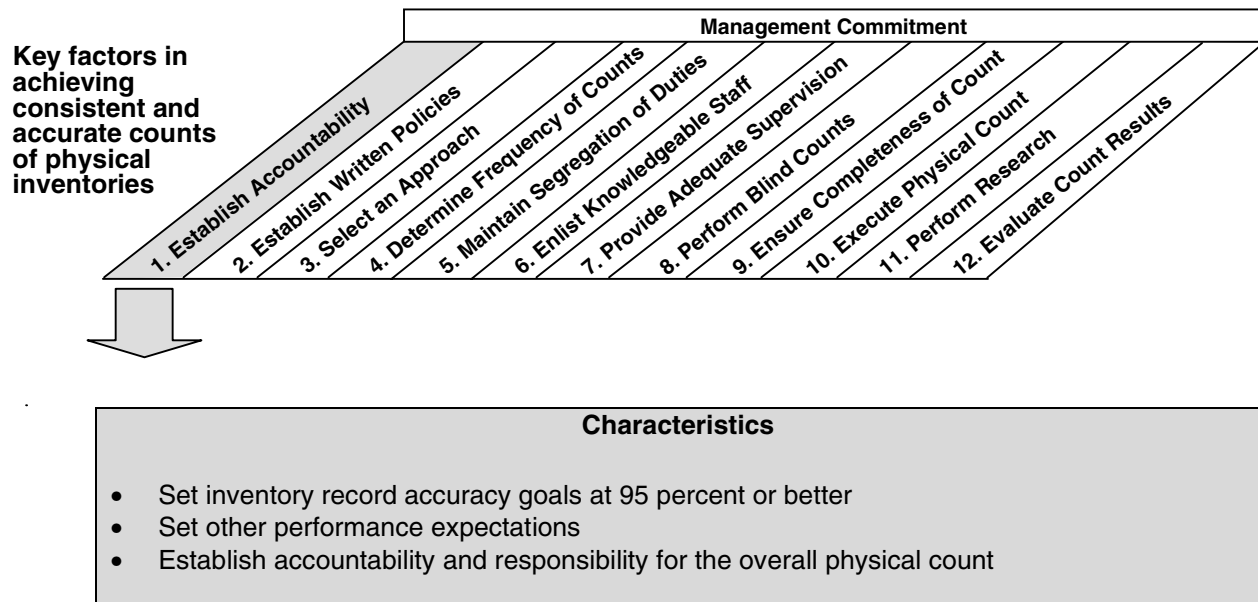 Management Commitment
Key factors in
achieving
consistent and
accurate counts
of physical
inventories
1. Establish Accountability
2. Establish Written Policies
3. Select an Approach
4. Determine Frequency of Counts
5. Maintain Segregation of Duties
6. Enlist Knowledgeable Staff
7. Provide Adequate Supervision
8. Perform Blind Counts
9. Ensure Completeness of Count
10. Execute Physical Count
11. Perform Research
12. Evaluate Count Results
Characteristics
• Set inventory record accuracy goals at 95 percent or better
• Set other performance expectations
• Establish accountability and responsibility for the overall physical count